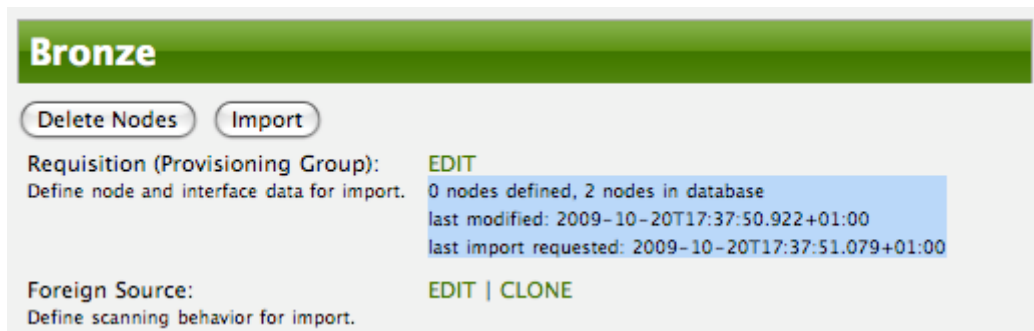 Bronze
Delete Nodes Import
Requisition (Provisioning Group): EDIT
Define node and interface data for import. 0 nodes defined, 2 nodes in database
last modified: 2009-10-20T17:37:50.922+01:00
last import requested: 2009-10-20T17:37:51.079+01:00
Foreign Source: EDIT | CLONE
Define scanning behavior for import.